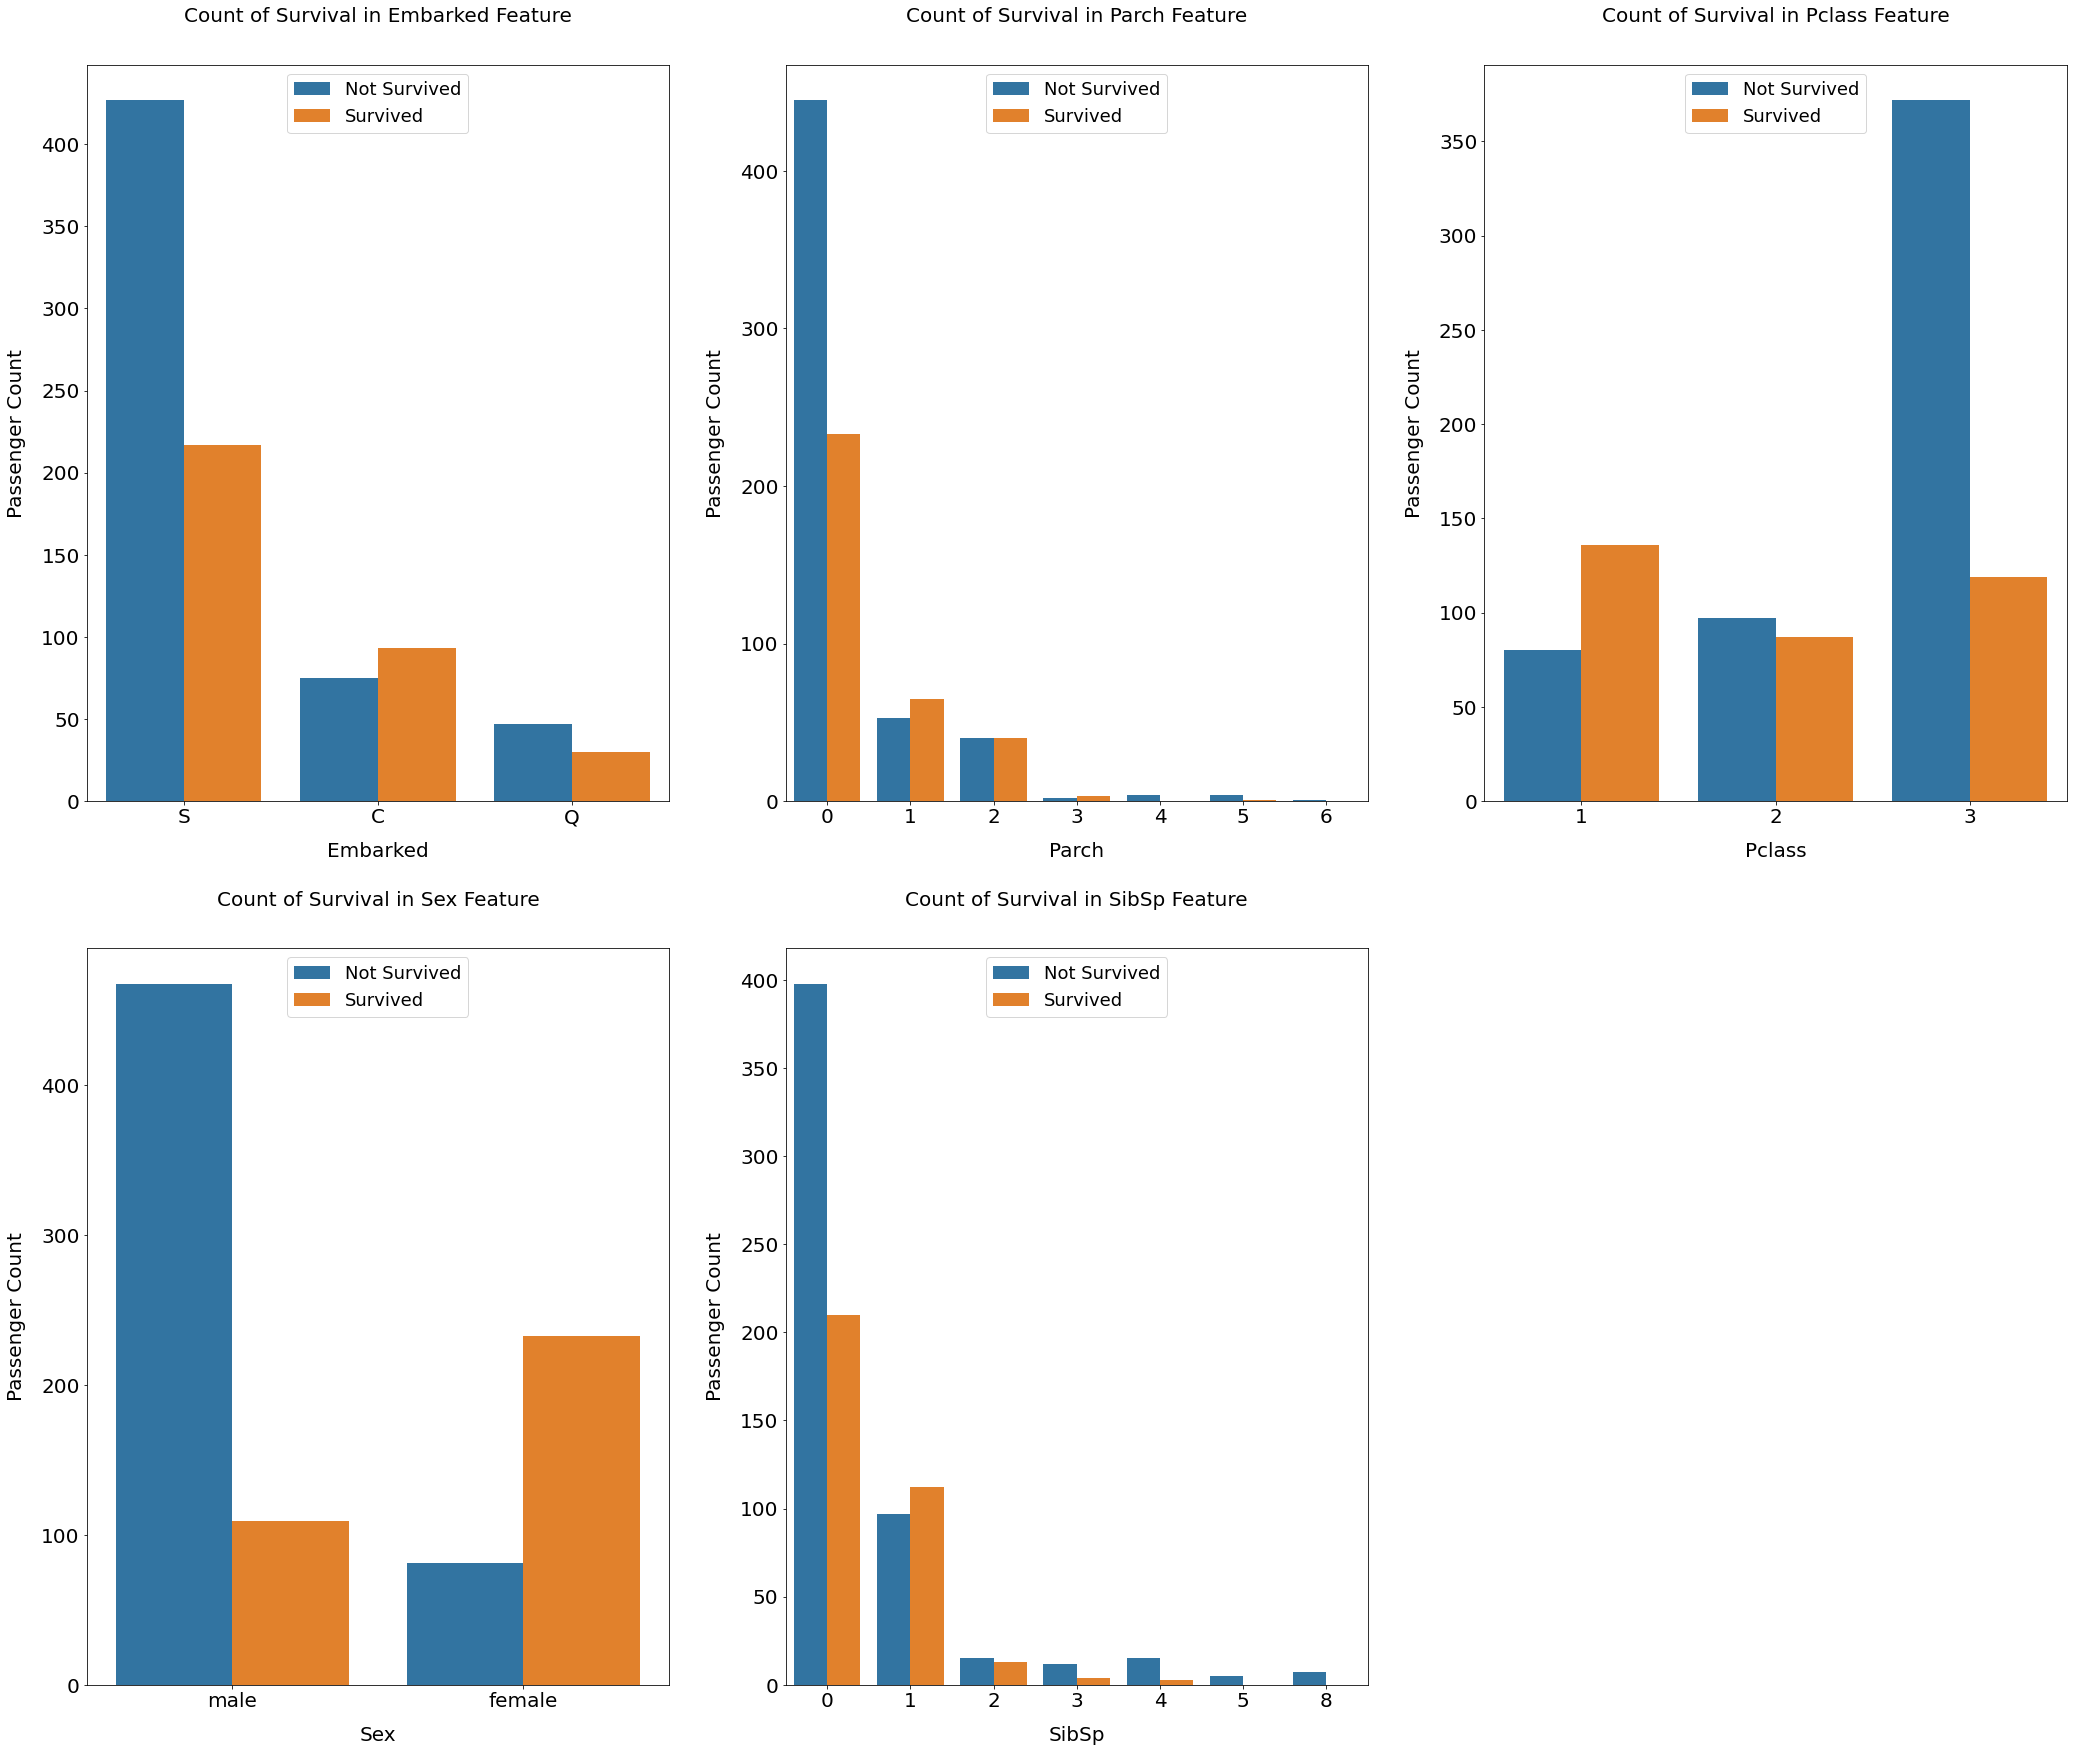 Count of Survival in Embarked Feature
Not Survived
Survived
400
350
300
250
200
150
100
50
0
Passenger Count
S C Q
Embarked
Count of Survival in Parch Feature
Not Survived
Survived
400
300
200
100
0
Passenger Count
0 1 2 3 4 5 6
Parch
Count of Survival in Pclass Feature
Not Survived
Survived
350
300
250
200
150
100
50
0
Passenger Count
1 2 3
Pclass
Count of Survival in Sex Feature
Not Survived
Survived
400
300
200
100
0
Passenger Count
male female
Sex
Count of Survival in SibSp Feature
Not Survived
Survived
400
350
300
250
200
150
100
50
0
Passenger Count
0 1 2 3 4 5 8
SibSp